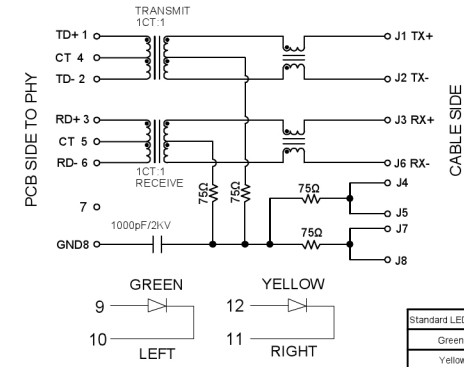 TRANSMIT
1CT:1
TD+ 1
J1 TX+
CT 4
TD- 2
J2 TX-
RD+ 3
J3 RX+
CT 5
RD- 6
J6 RX-
1CT:1
RECEIVE
PCB SIDE TO PHY
CABLE SIDE
75Ω
75Ω
75Ω
J4
J5
7
1000pF/2KV
75Ω
J7
GND8
J8
GREEN
YELLOW
9
12
10
11
LEFT
RIGHT
Standard LED
Green
Yellow